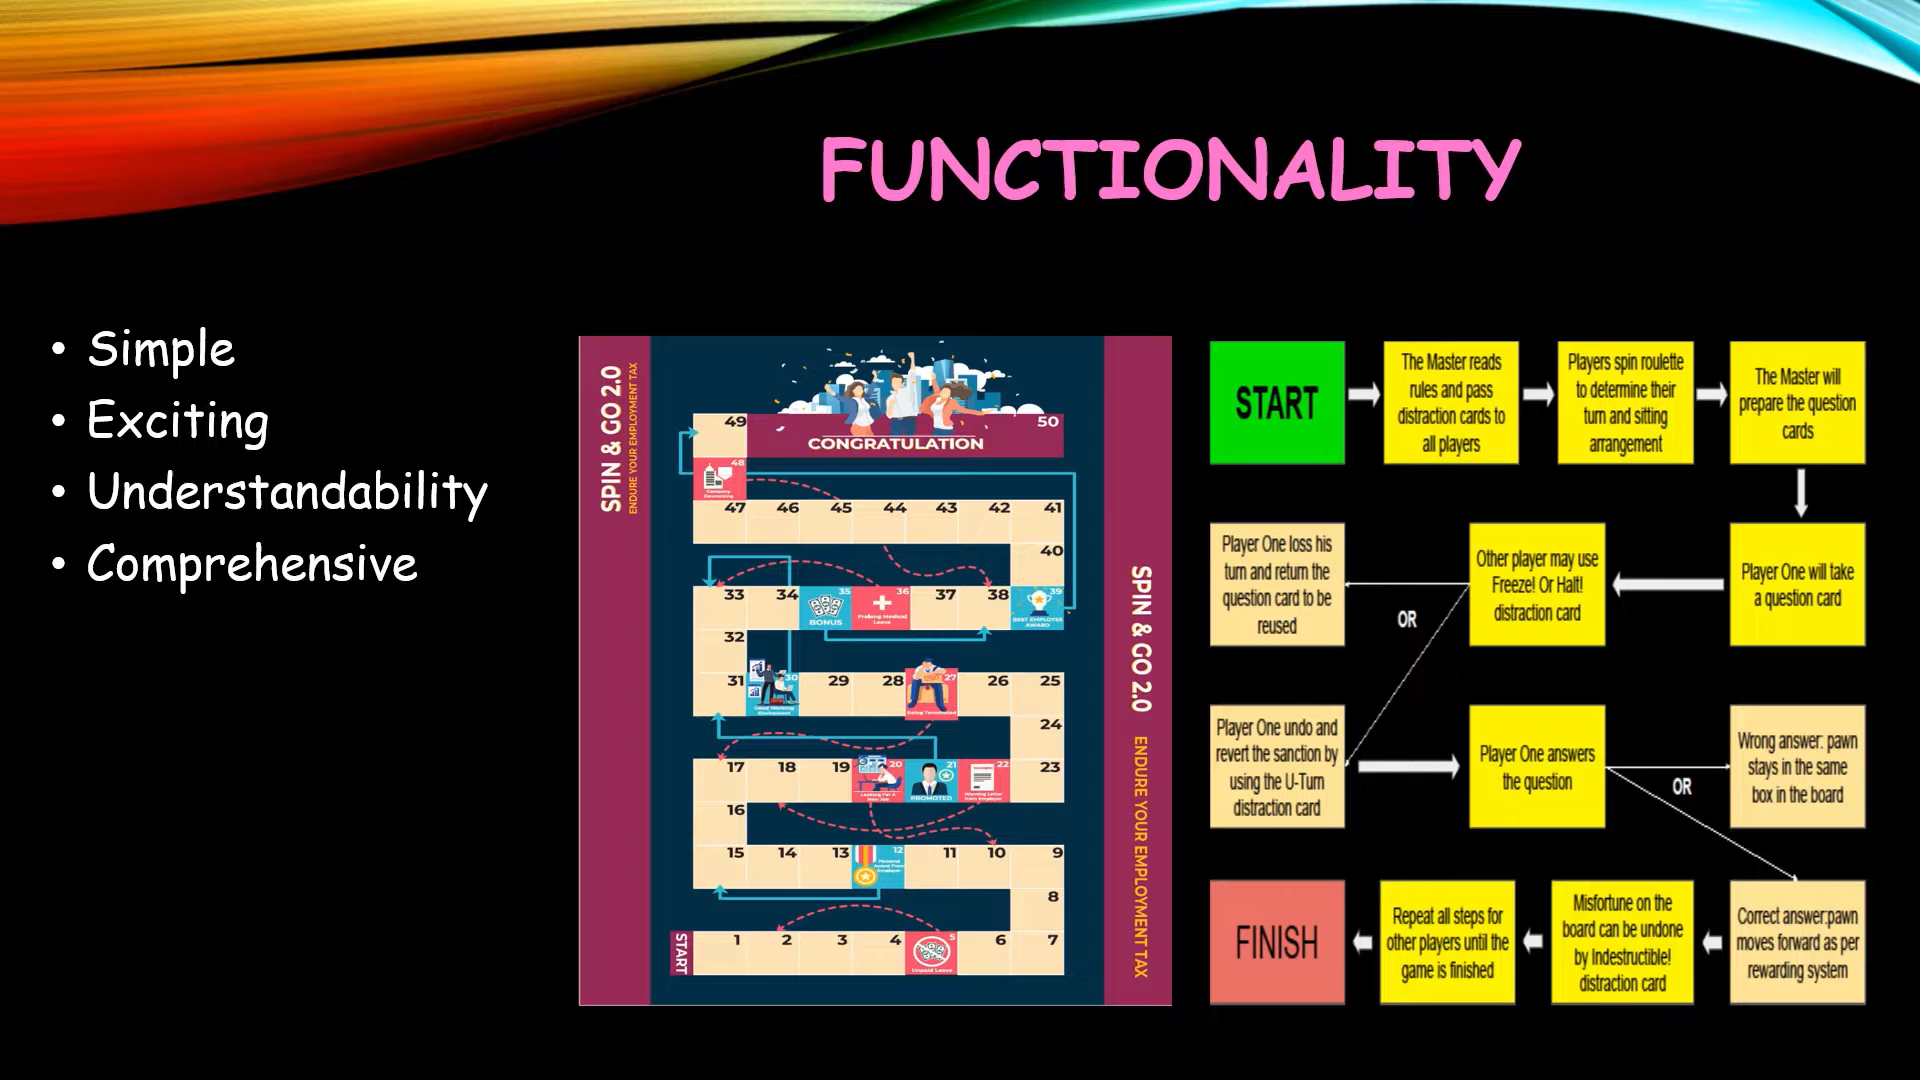 FUNCTIONALITY
• Simple
• Exciting
• Understandability
• Comprehensive
SPIN & GO 2.0
ENDURE YOUR EMPLOYMENT TAX
49
CONGRATULATION
50
48
47 46 45 44 43 42 41
40
33 34 35 36 37 38 39
BONUS
Prolong Medical
Leave
BEST EMPLOYEE
AWARD
32
31 30 29 28 27 26 25
Good Working
Environment
Being Terminated
24
17 18 19 20 21 22 23
Looking For A
New Job
PROMOTED
Warning Letter
from Employer
16
15 14 13 12 11 10 9
Personal
Award From
Employer
8
START
1 2 3 4 5 6 7
Unpaid Leave
SPIN & GO 2.0
ENDURE YOUR EMPLOYMENT TAX
START
The Master reads
rules and pass
distraction cards to
all players
Players spin roulette
to determine their
turn and sitting
arrangement
The Master will
prepare the question
cards
Player One will take
a question card
Other player may use
Freeze! Or Halt!
distraction card
OR
Player One loss his
turn and return the
question card to be
reused
Player One undo and
revert the sanction by
using the U-Turn
distraction card
Player One answers
the question
OR
Wrong answer: pawn
stays in the same
box in the board
Correct answer:pawn
moves forward as per
rewarding system
Misfortune on the
board can be undone
by Indestructible!
distraction card
Repeat all steps for
other players until the
game is finished
FINISH